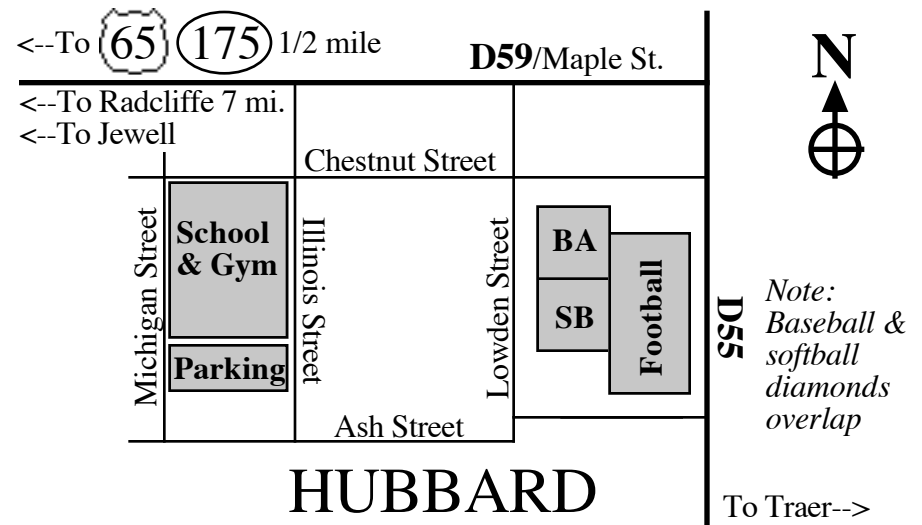 <--To 65 175 1/2 mile
D59/Maple St.
N
<--To Radcliffe 7 mi.
<--To Jewell
Chestnut Street
Michigan Street
School
& Gym
Parking
Illinois Street
Lowden Street
BA
SB
Football
D55
Note:
Baseball &
softball
diamonds
overlap
Ash Street
HUBBARD
To Traer-->